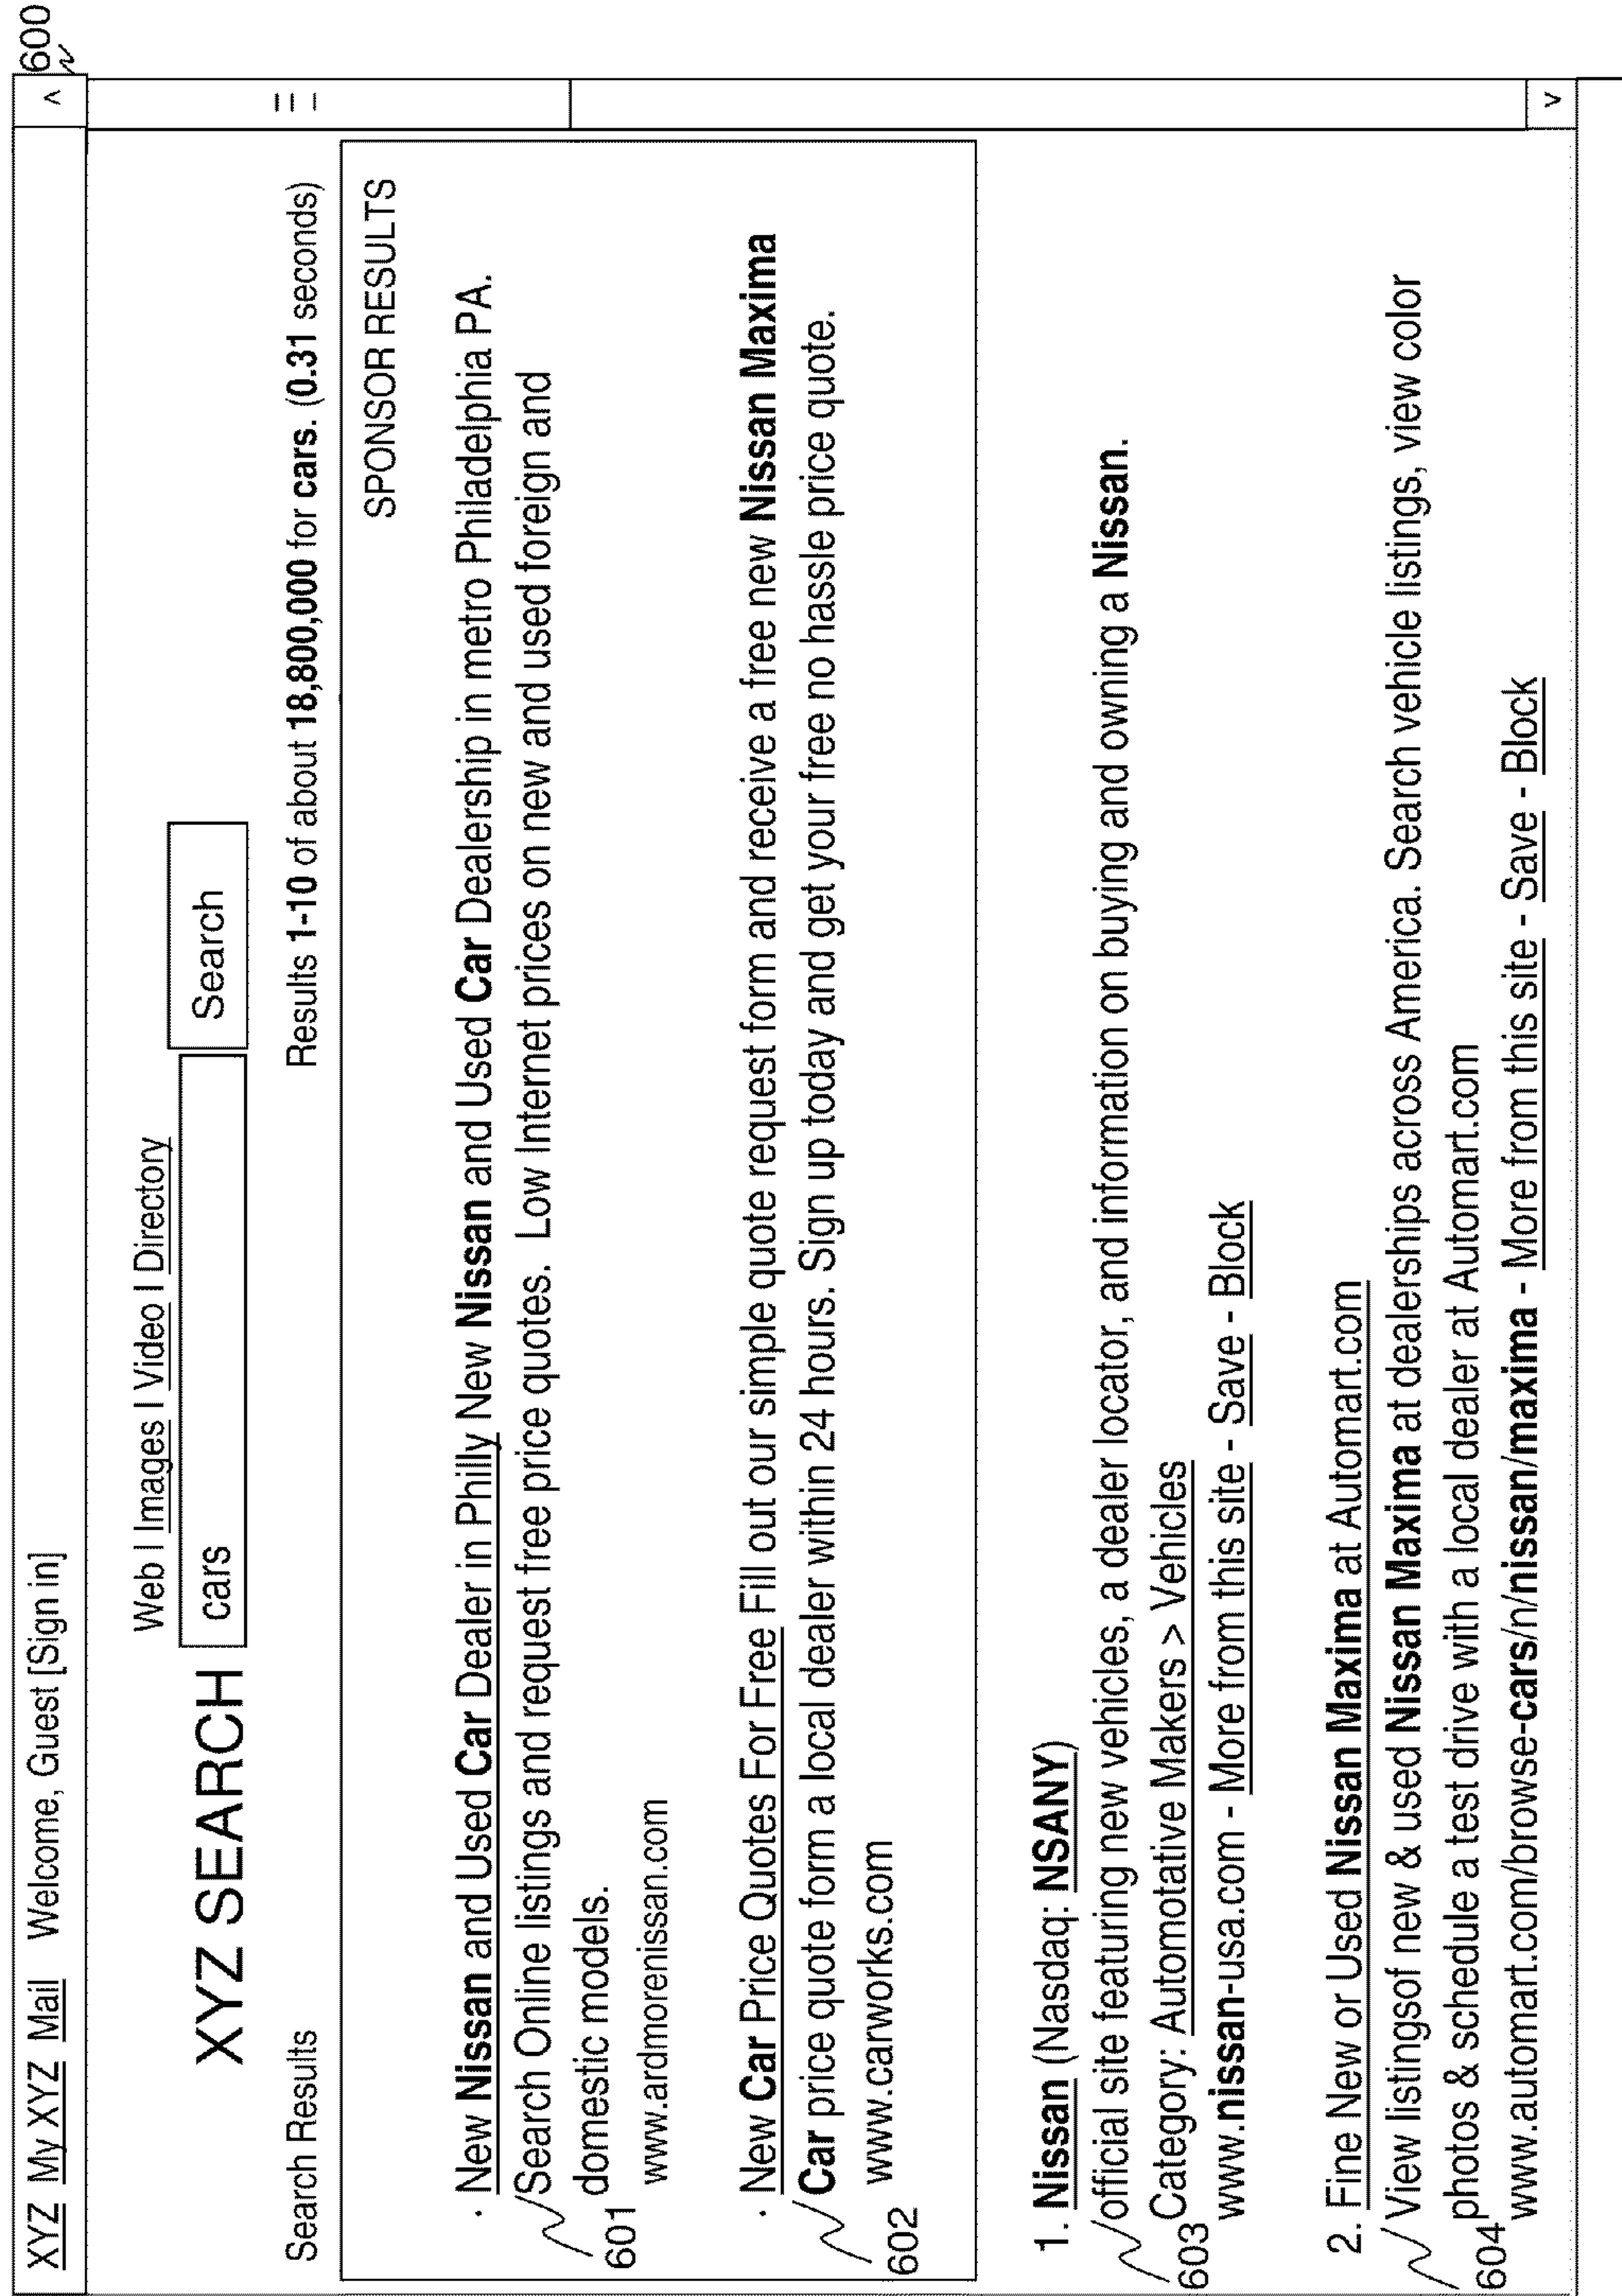 600
XYZ My XYZ Mail Welcome, Guest [Sign in]
^
Web | Images | Video | Directory
XYZ SEARCH cars Search
Search Results Results 1-10 of about 18,800,000 for cars. (0.31 seconds)
SPONSOR RESULTS
· New Nissan and Used Car Dealer in Philly New Nissan and Used Car Dealership in metro Philadelphia PA.
Search Online listings and request free price quotes. Low Internet prices on new and used foreign and
domestic models.
601
www.ardmorenissan.com
· New Car Price Quotes For Free Fill out our simple quote request form and receive a free new Nissan Maxima
Car price quote form a local dealer within 24 hours. Sign up today and get your free no hassle price quote.
www.carworks.com
602
1. Nissan (Nasdaq: NSANY)
official site featuring new vehicles, a dealer locator, and information on buying and owning a Nissan.
Category: Automotative Makers > Vehicles
603
www.nissan-usa.com - More from this site - Save - Block
2. Fine New or Used Nissan Maxima at Automart.com
View listingsof new & used Nissan Maxima at dealerships across America. Search vehicle listings, view color
photos & schedule a test drive with a local dealer at Automart.com
604
www.automart.com/browse-cars/n/nissan/maxima - More from this site - Save - Block
v